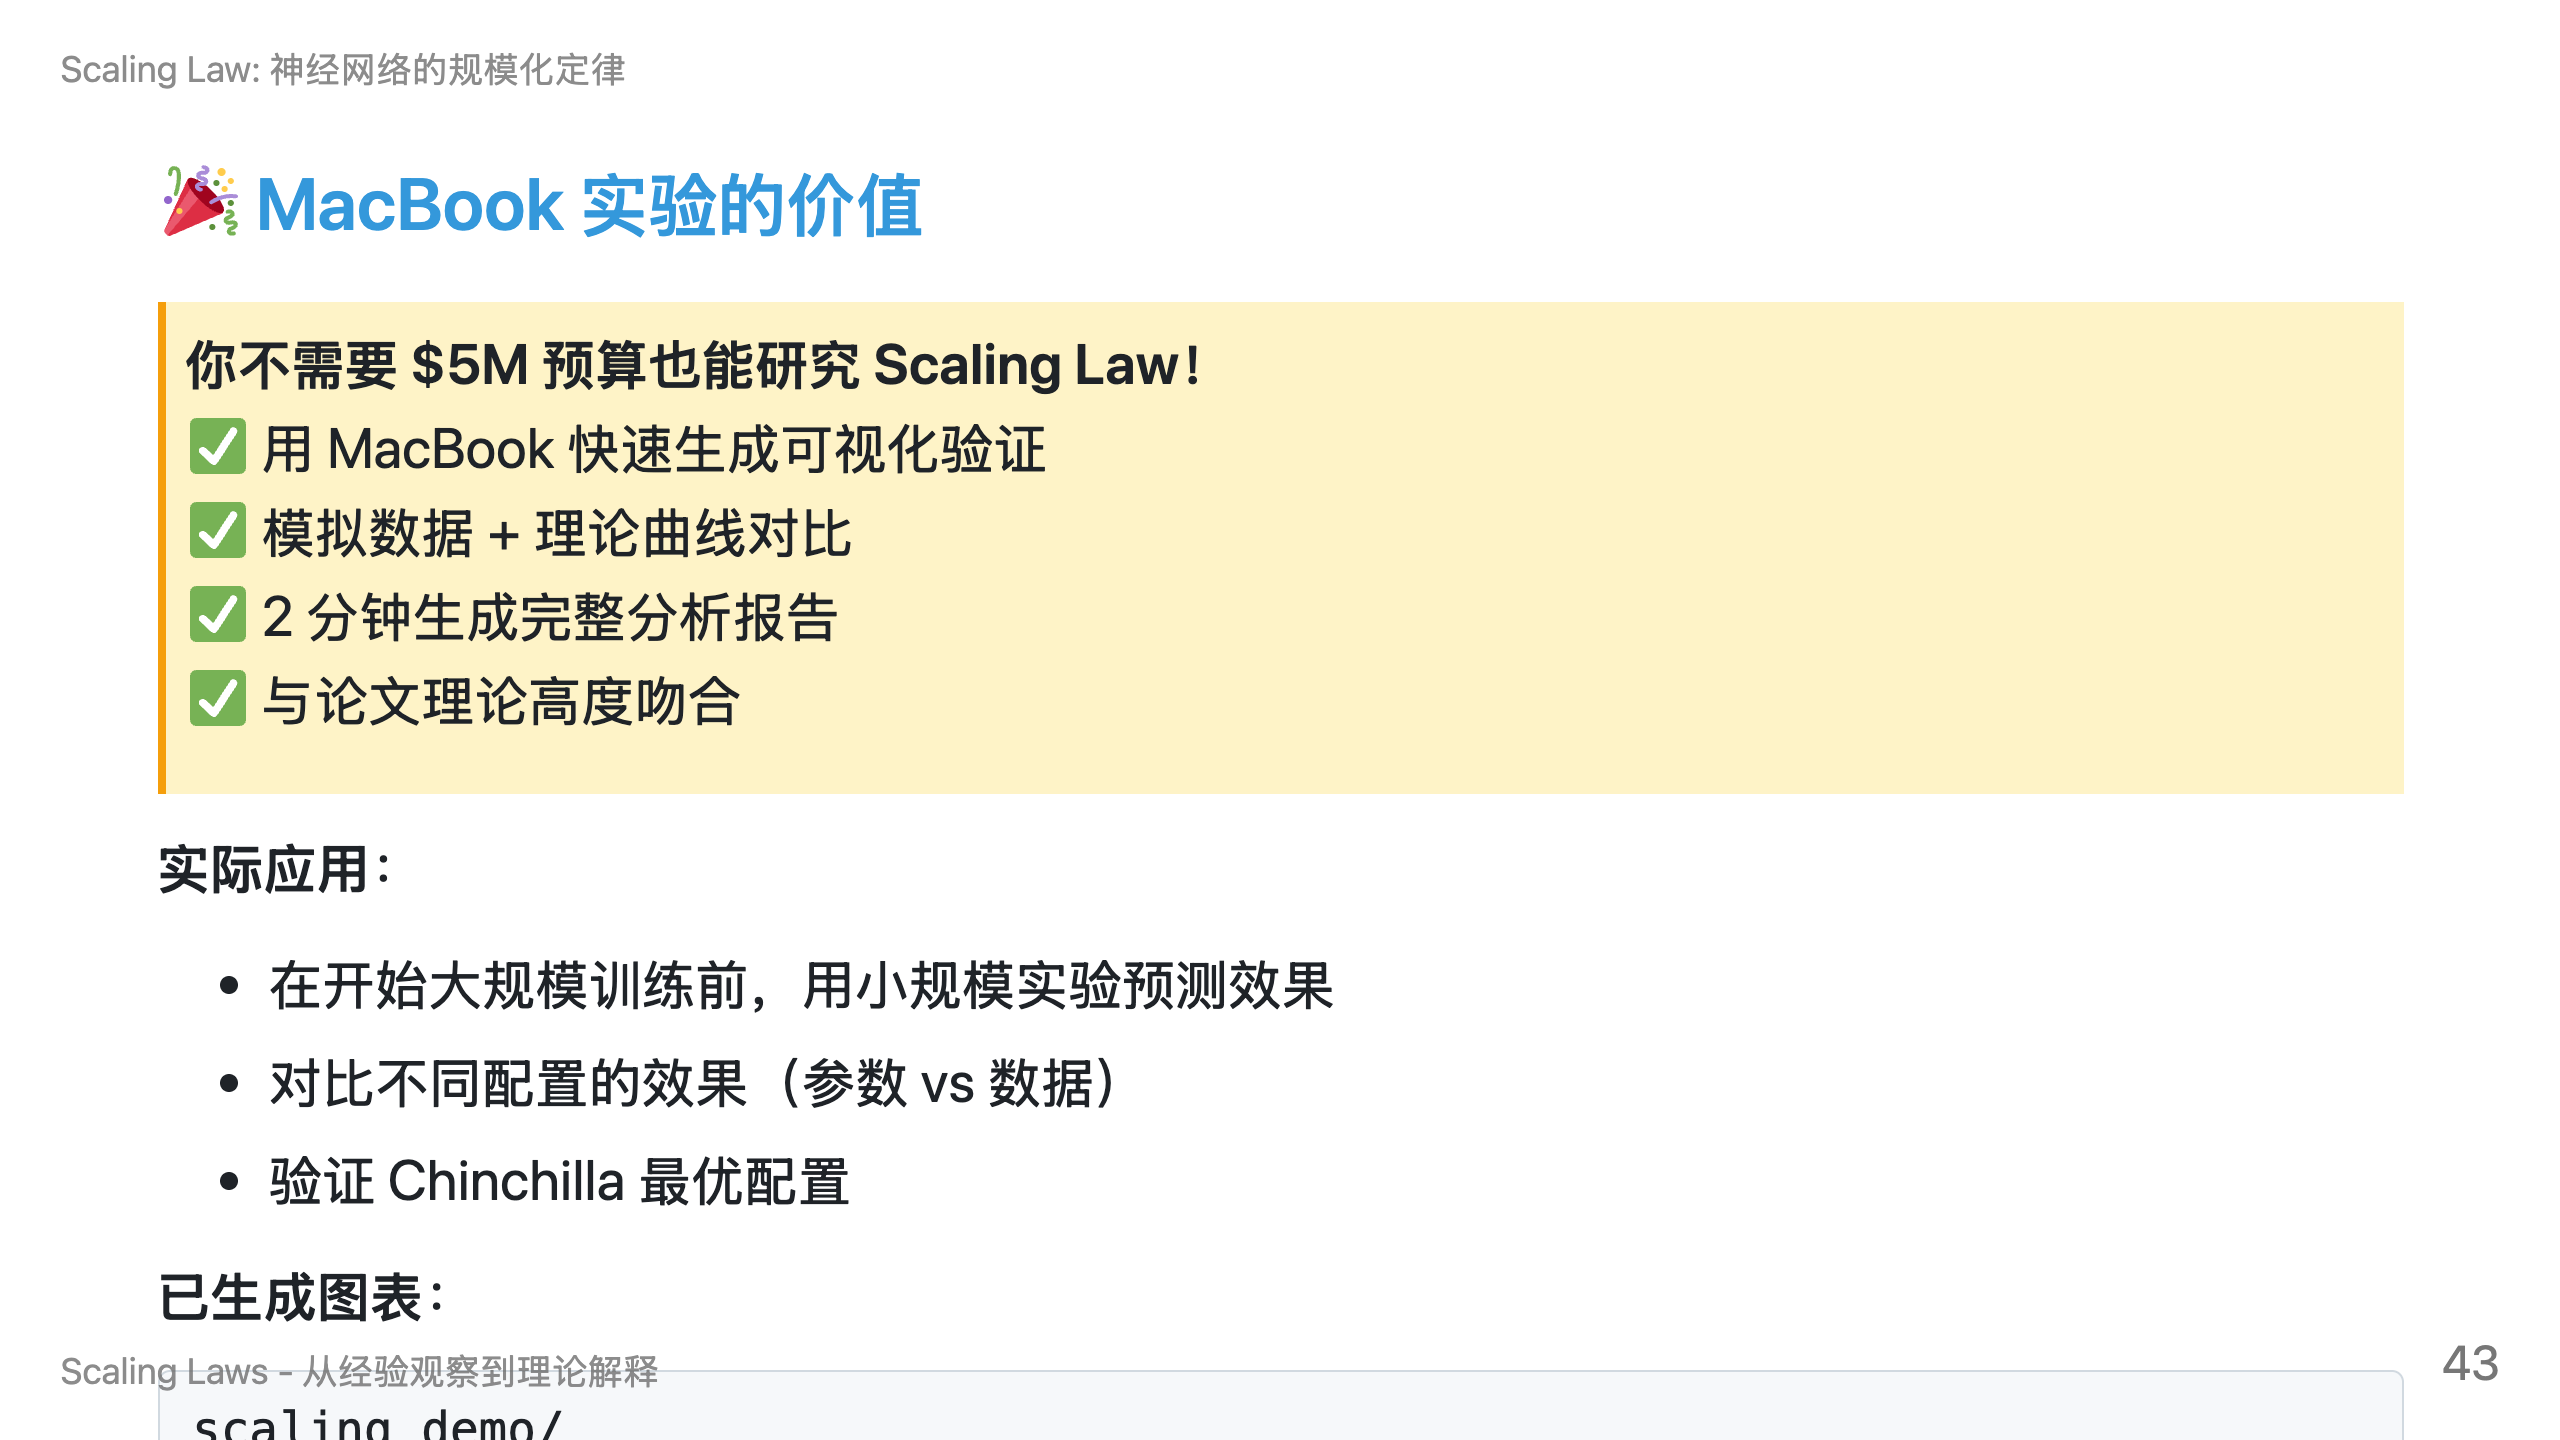 Scaling Law: 神经网络的规模化定律
🎉 MacBook 实验的价值
你不需要 $5M 预算也能研究 Scaling Law！
✅ 用 MacBook 快速生成可视化验证
✅ 模拟数据 + 理论曲线对比
✅ 2 分钟生成完整分析报告
✅ 与论文理论高度吻合
实际应用：
• 在开始大规模训练前，用小规模实验预测效果
• 对比不同配置的效果（参数 vs 数据）
• 验证 Chinchilla 最优配置
已生成图表：
Scaling Laws - 从经验观察到理论解释
43
scaling_demo/